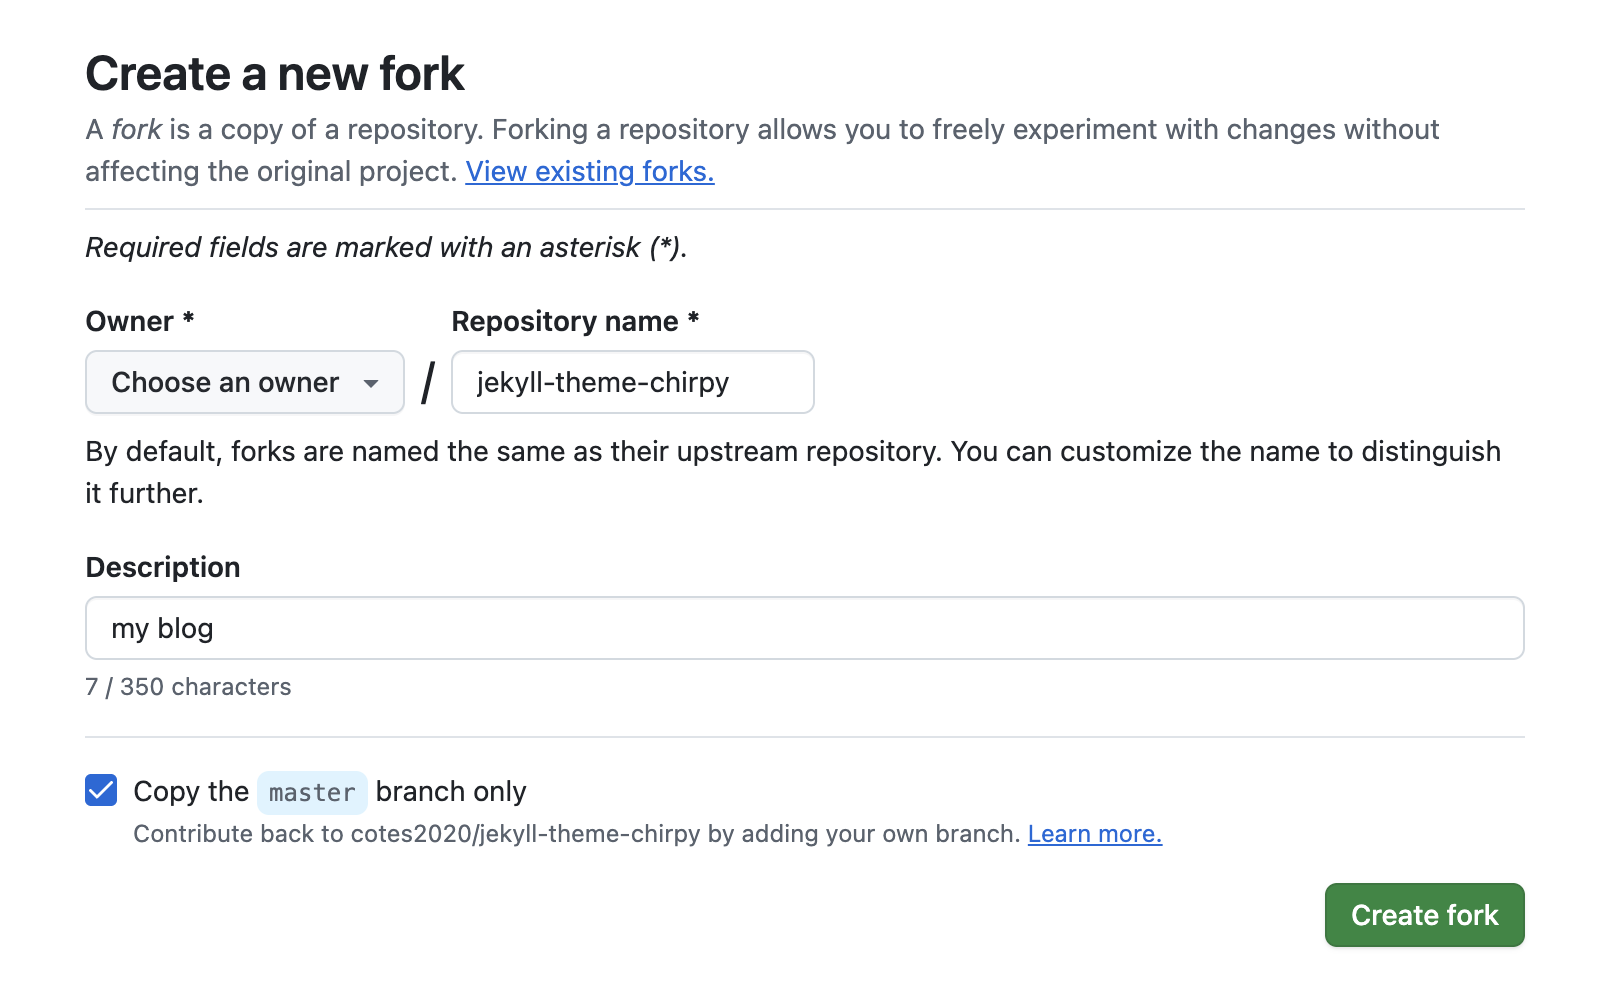 Create a new fork
A fork is a copy of a repository. Forking a repository allows you to freely experiment with changes without
affecting the original project. View existing forks.
Required fields are marked with an asterisk (*).
Owner * Repository name *
Choose an owner / jekyll-theme-chirpy
By default, forks are named the same as their upstream repository. You can customize the name to distinguish
it further.
Description
my blog
7 / 350 characters
Copy the master branch only
Contribute back to cotes2020/jekyll-theme-chirpy by adding your own branch. Learn more.
Create fork